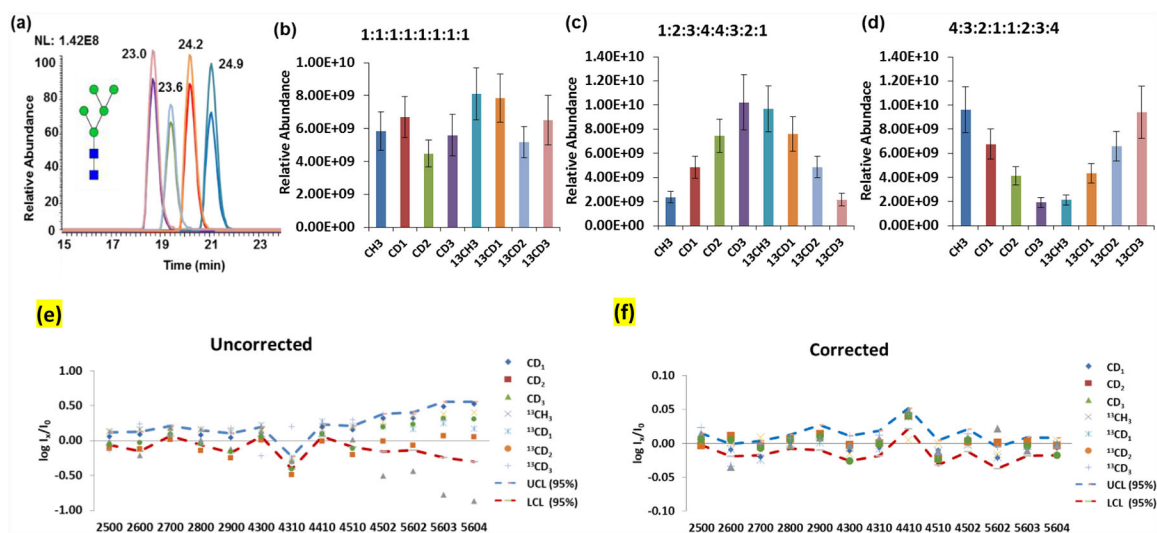 (a)
NL: 1.42E8
23.0
24.2
23.6
24.9
Relative Abundance
100
80
60
40
20
0
15 17 19 21 23
Time (min)
(b)
1:1:1:1:1:1:1:1
Relative Abundance
1.00E+10
8.00E+09
6.00E+09
4.00E+09
2.00E+09
0.00E+00
CH3 CD1 CD2 CD3 13CH3 13CD1 13CD2 13CD3
(c)
1:2:3:4:4:3:2:1
Relative Abundance
1.40E+10
1.20E+10
1.00E+10
8.00E+09
6.00E+09
4.00E+09
2.00E+09
0.00E+00
CH3 CD1 CD2 CD3 13CH3 13CD1 13CD2 13CD3
(d)
4:3:2:1:1:2:3:4
Relative Abundance
1.40E+10
1.20E+10
1.00E+10
8.00E+09
6.00E+09
4.00E+09
2.00E+09
0.00E+00
CH3 CD1 CD2 CD3 13CH3 13CD1 13CD2 13CD3
(e)
Uncorrected
log Iₓ/I₀
1.00
0.50
0.00
-0.50
-1.00
2500 2600 2700 2800 2900 4300 4310 4410 4510 4502 5602 5603 5604
CD₁
CD₂
CD₃
¹³CH₃
¹³CD₁
¹³CD₂
¹³CD₃
UCL (95%)
LCL (95%)
(f)
Corrected
log Iₓ/I₀
0.10
0.05
0.00
-0.05
-0.10
2500 2600 2700 2800 2900 4300 4310 4410 4510 4502 5602 5603 5604
CD₁
CD₂
CD₃
¹³CH₃
¹³CD₁
¹³CD₂
¹³CD₃
UCL (95%)
LCL (95%)